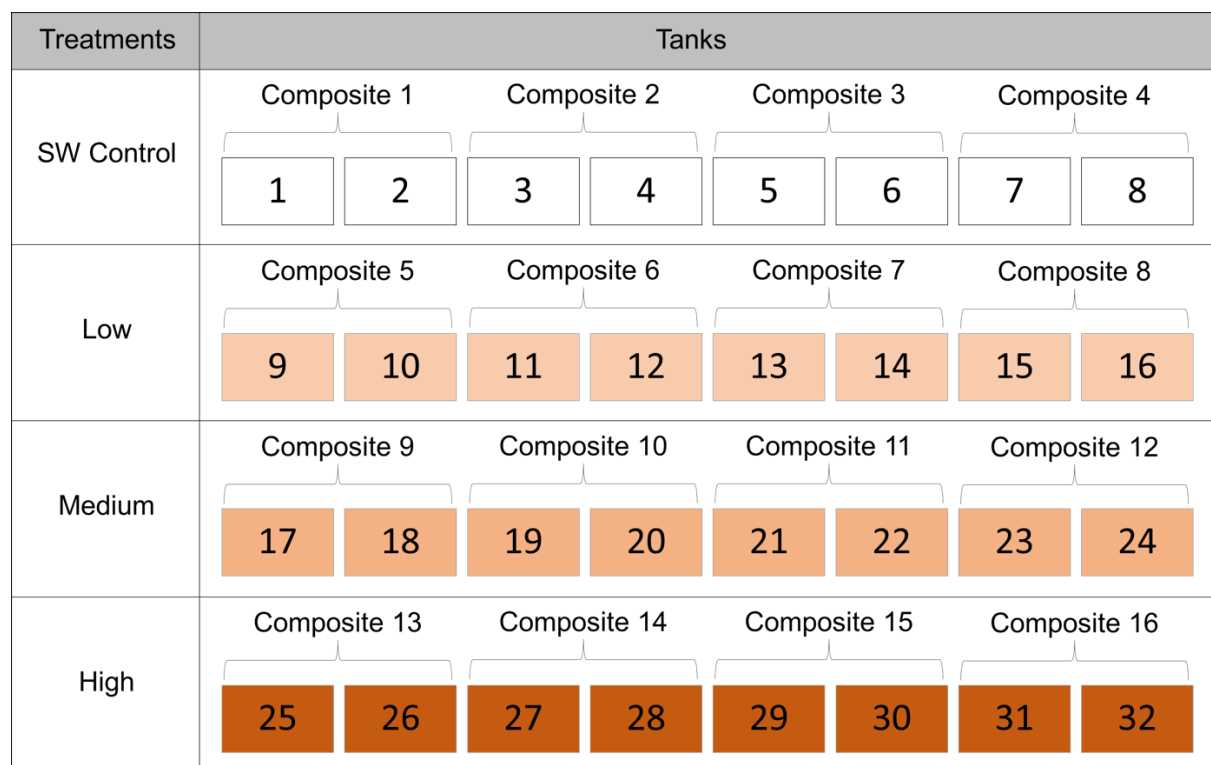 Treatments Tanks
Composite 1 Composite 2 Composite 3 Composite 4
SW Control
1 2 3 4 5 6 7 8
Composite 5 Composite 6 Composite 7 Composite 8
Low
9 10 11 12 13 14 15 16
Composite 9 Composite 10 Composite 11 Composite 12
Medium
17 18 19 20 21 22 23 24
Composite 13 Composite 14 Composite 15 Composite 16
High
25 26 27 28 29 30 31 32